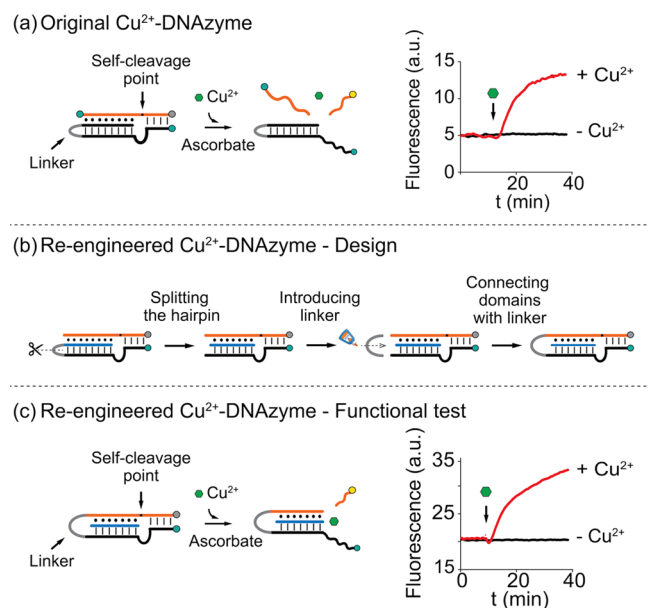 (a) Original Cu²⁺-DNAzyme
Self-cleavage
point
Cu²⁺
Ascorbate
Linker
Fluorescence (a.u.)
15
10
5
0
20
40
t (min)
+ Cu²⁺
- Cu²⁺
(b) Re-engineered Cu²⁺-DNAzyme - Design
Splitting
the hairpin
Introducing
linker
Connecting
domains
with linker
(c) Re-engineered Cu²⁺-DNAzyme - Functional test
Self-cleavage
point
Cu²⁺
Ascorbate
Linker
Fluorescence (a.u.)
35
25
15
0
20
40
t (min)
+ Cu²⁺
- Cu²⁺